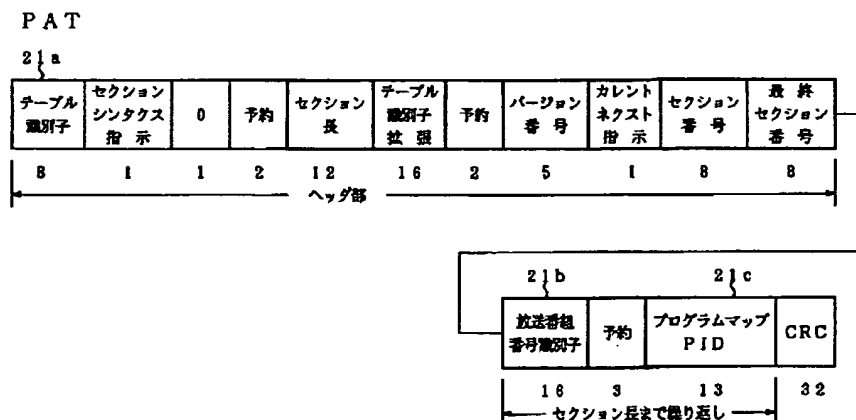 PAT
21a
テーブル
識別子
セクション
シンタクス
指示
0
予約
セクション
長
テーブル
識別子
拡張
予約
バージョン
番号
カレント
ネクスト
指示
セクション
番号
最終
セクション
番号
8 1 1 2 12 16 2 5 1 8 8
ヘッダ部
21b 21c
放送番組
番号識別子
予約
プログラムマップ
PID
CRC
16 3 13 32
セクション長まで繰り返し